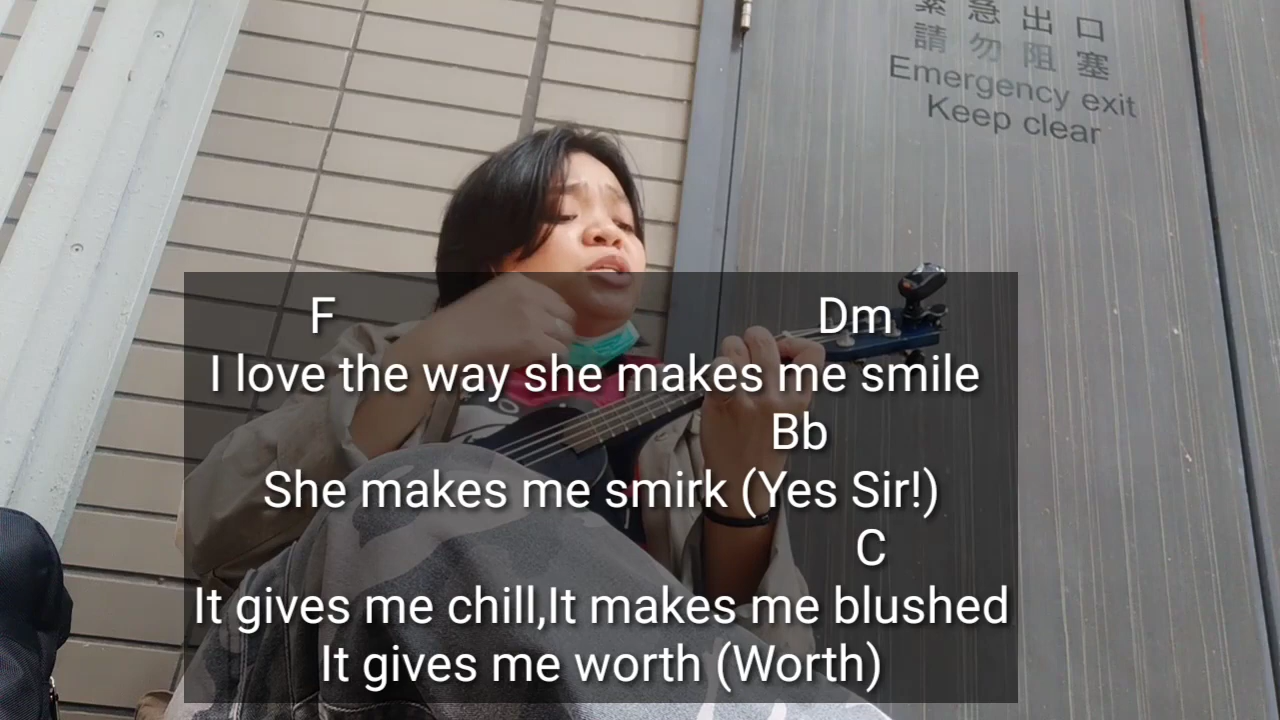 緊急出口
請勿阻塞
Emergency exit
Keep clear
F Dm
I love the way she makes me smile
Bb
She makes me smirk (Yes Sir!)
C
It gives me chill,It makes me blushed
It gives me worth (Worth)